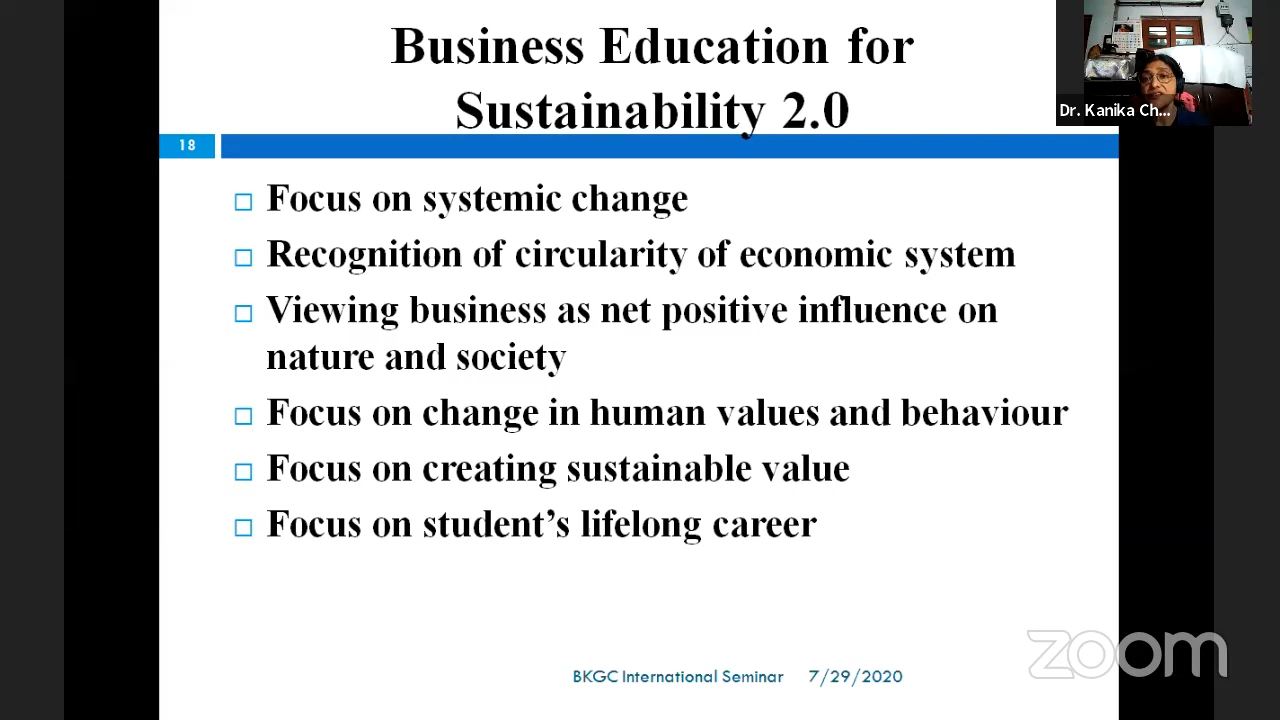 Business Education for
Sustainability 2.0
Dr. Kanika Ch...
18
Focus on systemic change
Recognition of circularity of economic system
Viewing business as net positive influence on
nature and society
Focus on change in human values and behaviour
Focus on creating sustainable value
Focus on student’s lifelong career
zoom
BKGC International Seminar 7/29/2020